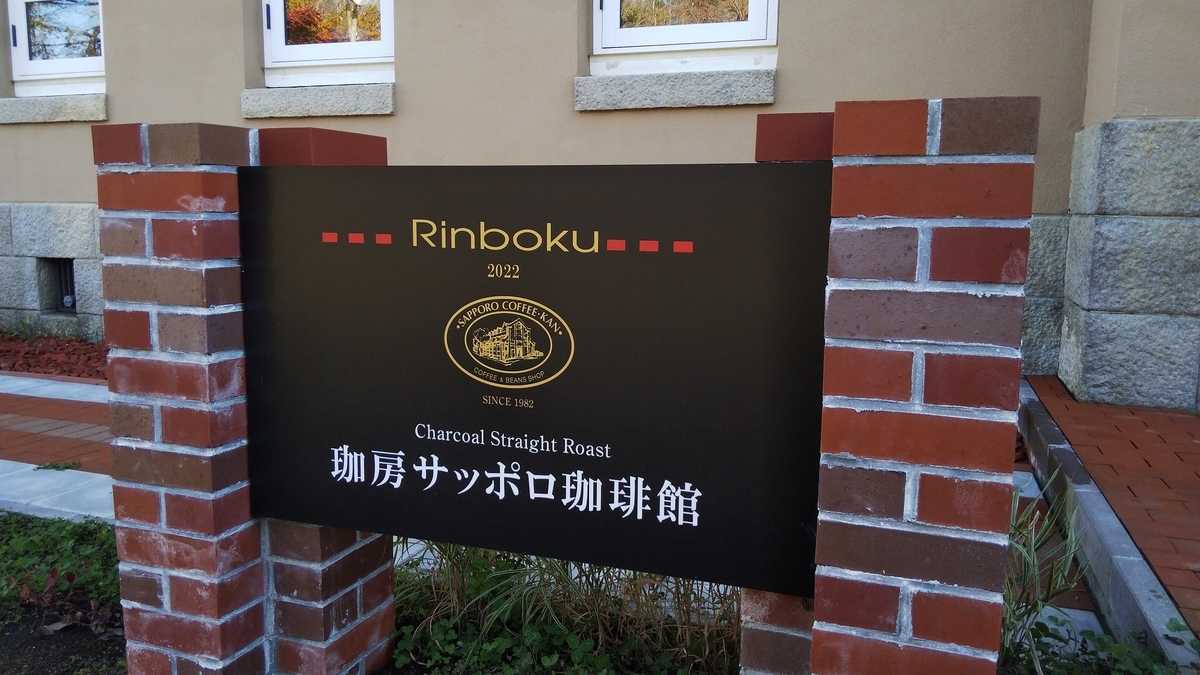 Rinboku
2022
SAPPORO COFFEE-KAN
COFFEE & BEANS SHOP
SINCE 1982
Charcoal Straight Roast
珈房サッポロ珈琲館